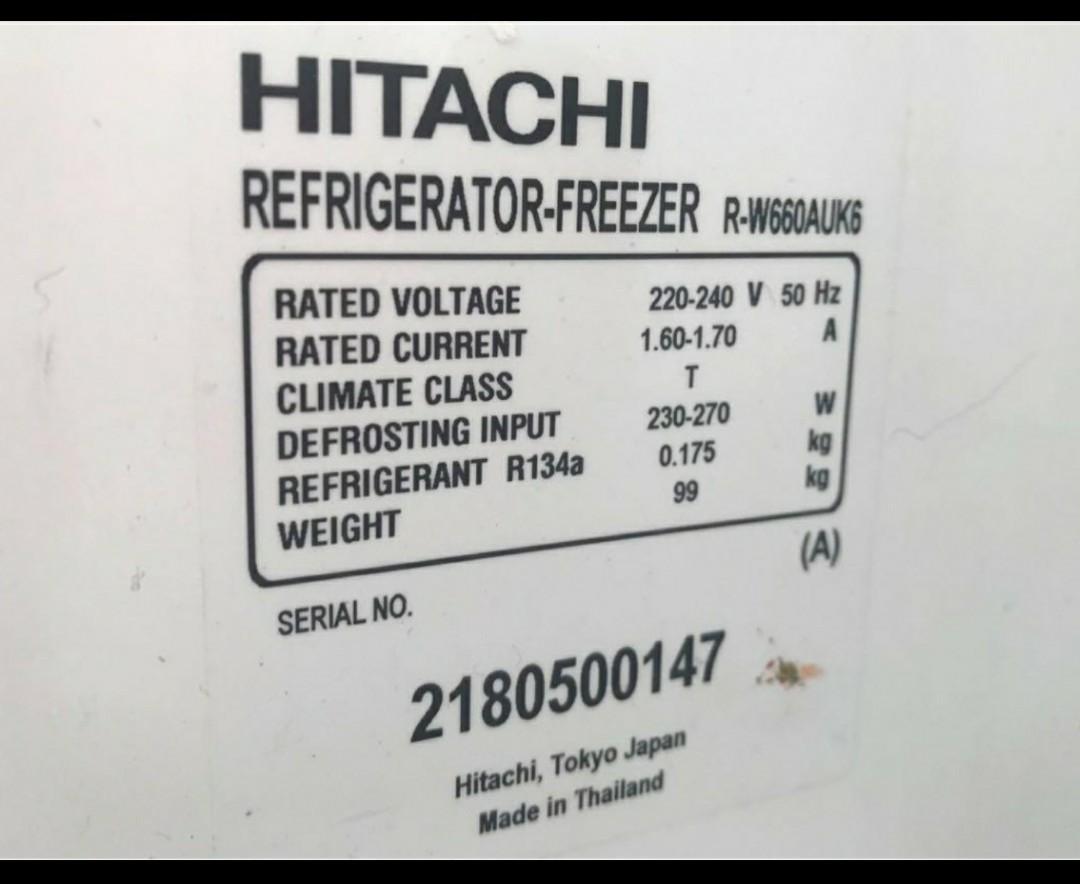 HITACHI
REFRIGERATOR-FREEZER R-W660AUK6
RATED VOLTAGE 220-240 V 50 Hz
RATED CURRENT 1.60-1.70 A
CLIMATE CLASS T
DEFROSTING INPUT 230-270 W
REFRIGERANT R134a 0.175 kg
WEIGHT 99 kg
(A)
SERIAL NO.
2180500147
Hitachi, Tokyo Japan
Made in Thailand